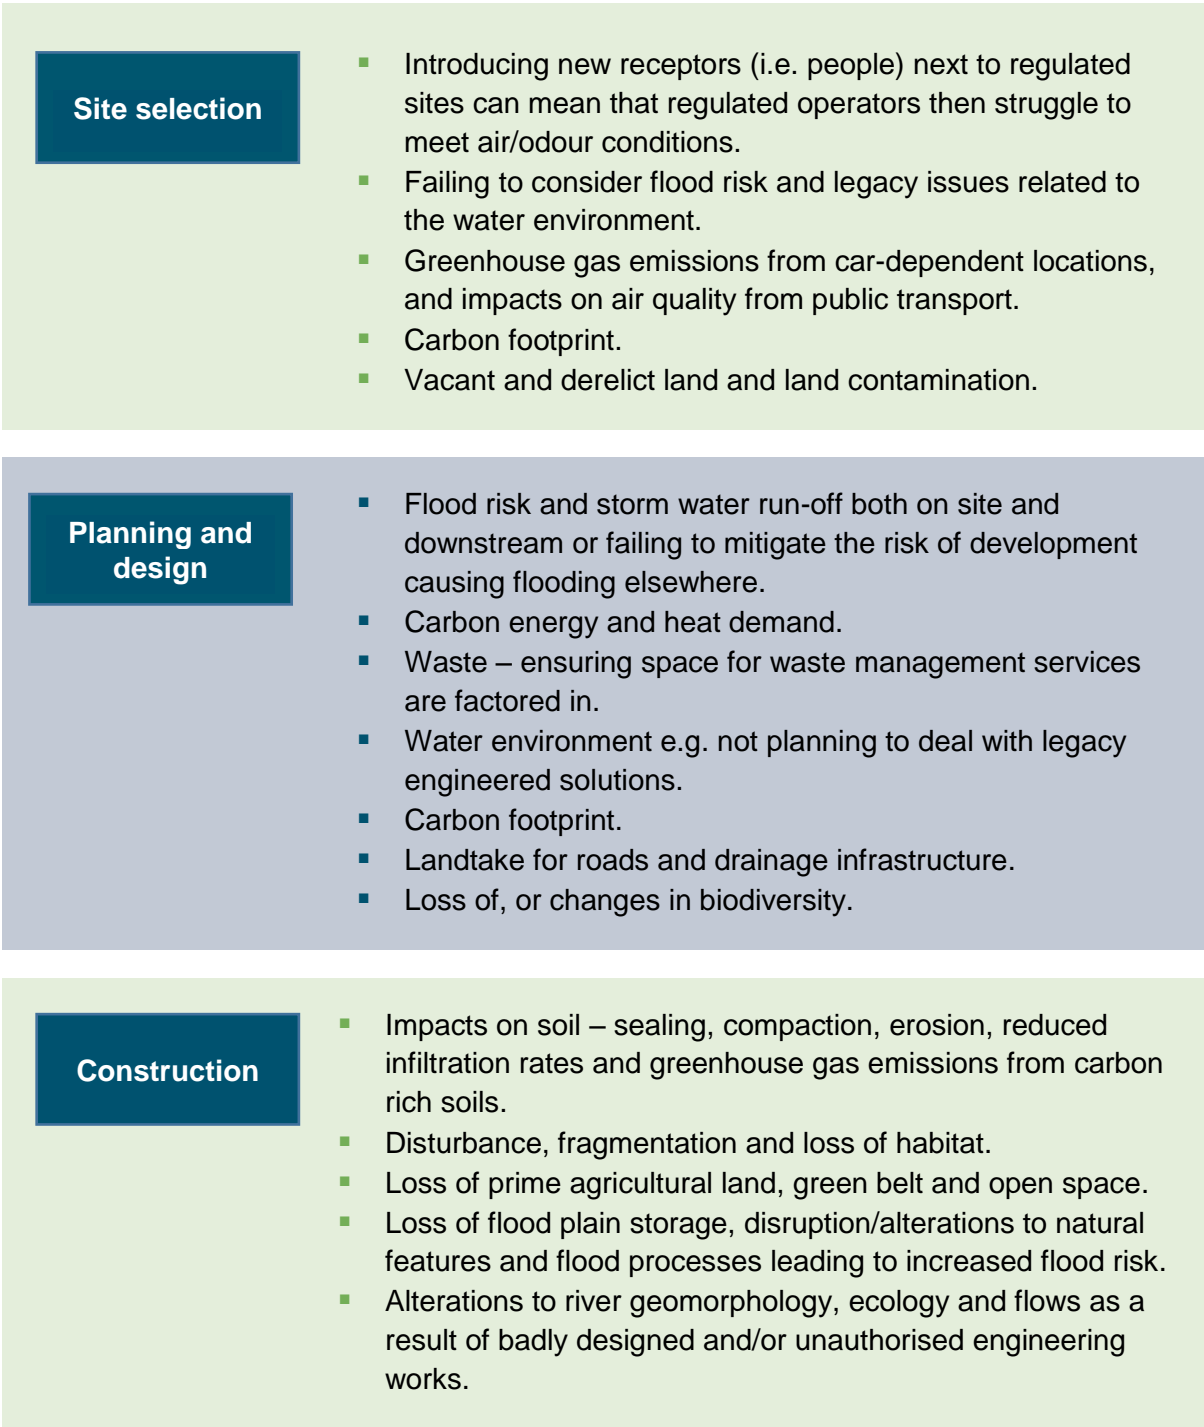 Site selection
▪ Introducing new receptors (i.e. people) next to regulated
sites can mean that regulated operators then struggle to
meet air/odour conditions.
▪ Failing to consider flood risk and legacy issues related to
the water environment.
▪ Greenhouse gas emissions from car-dependent locations,
and impacts on air quality from public transport.
▪ Carbon footprint.
▪ Vacant and derelict land and land contamination.
Planning and
design
▪ Flood risk and storm water run-off both on site and
downstream or failing to mitigate the risk of development
causing flooding elsewhere.
▪ Carbon energy and heat demand.
▪ Waste – ensuring space for waste management services
are factored in.
▪ Water environment e.g. not planning to deal with legacy
engineered solutions.
▪ Carbon footprint.
▪ Landtake for roads and drainage infrastructure.
▪ Loss of, or changes in biodiversity.
Construction
▪ Impacts on soil – sealing, compaction, erosion, reduced
infiltration rates and greenhouse gas emissions from carbon
rich soils.
▪ Disturbance, fragmentation and loss of habitat.
▪ Loss of prime agricultural land, green belt and open space.
▪ Loss of flood plain storage, disruption/alterations to natural
features and flood processes leading to increased flood risk.
▪ Alterations to river geomorphology, ecology and flows as a
result of badly designed and/or unauthorised engineering
works.